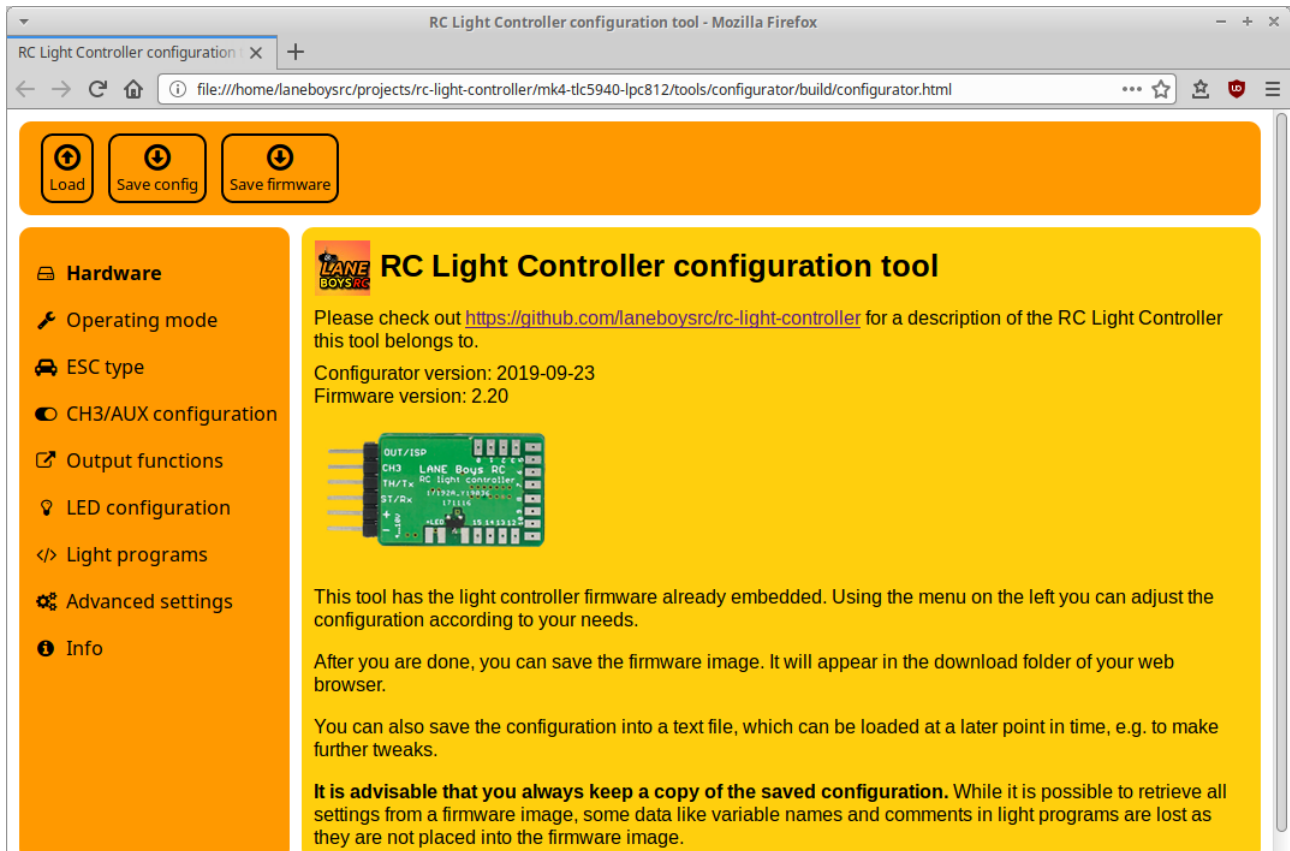 RC Light Controller configuration tool - Mozilla Firefox
RC Light Controller configuration
file:///home/laneboysrc/projects/rc-light-controller/mk4-tlc5940-lpc812/tools/configurator/build/configurator.html
Load
Save config
Save firmware
Hardware
Operating mode
ESC type
CH3/AUX configuration
Output functions
LED configuration
Light programs
Advanced settings
Info
LANE
BOYSRC
RC Light Controller configuration tool
Please check out https://github.com/laneboysrc/rc-light-controller for a description of the RC Light Controller
this tool belongs to.
Configurator version: 2019-09-23
Firmware version: 2.20
OUT/ISP
CH3 LANE Boys RC
TH/Tx RC light controller
ST/Rx
171116
+
-
+LED 15 14 13 12
This tool has the light controller firmware already embedded. Using the menu on the left you can adjust the
configuration according to your needs.
After you are done, you can save the firmware image. It will appear in the download folder of your web
browser.
You can also save the configuration into a text file, which can be loaded at a later point in time, e.g. to make
further tweaks.
It is advisable that you always keep a copy of the saved configuration. While it is possible to retrieve all
settings from a firmware image, some data like variable names and comments in light programs are lost as
they are not placed into the firmware image.